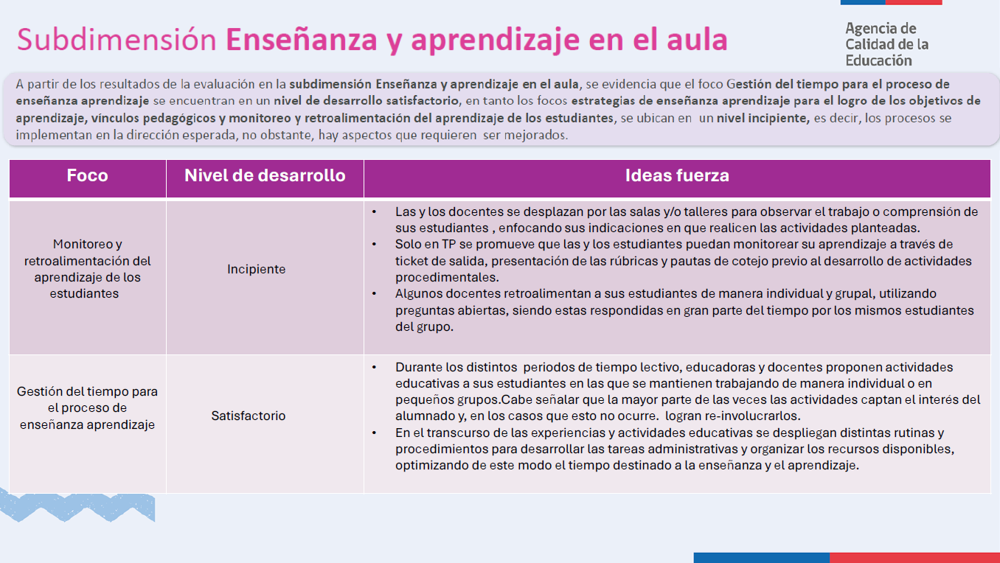 Subdimensión Enseñanza y aprendizaje en el aula
Agencia de
Calidad de la
Educación
A partir de los resultados de la evaluación en la subdimensión Enseñanza y aprendizaje en el aula, se evidencia que el foco Gestión del tiempo para el proceso de
enseñanza aprendizaje se encuentran en un nivel de desarrollo satisfactorio, en tanto los focos estrategias de enseñanza aprendizaje para el logro de los objetivos de
aprendizaje, vínculos pedagógicos y monitoreo y retroalimentación del aprendizaje de los estudiantes, se ubican en un nivel incipiente, es decir, los procesos se
implementan en la dirección esperada, no obstante, hay aspectos que requieren ser mejorados.
Foco
Nivel de desarrollo
Ideas fuerza
Monitoreo y
retroalimentación del
aprendizaje de los
estudiantes
Incipiente
• Las y los docentes se desplazan por las salas y/o talleres para observar el trabajo o comprensión de
sus estudiantes , enfocando sus indicaciones en que realicen las actividades planteadas.
• Solo en TP se promueve que las y los estudiantes puedan monitorear su aprendizaje a través de
ticket de salida, presentación de las rúbricas y pautas de cotejo previo al desarrollo de actividades
procedimentales.
• Algunos docentes retroalimentan a sus estudiantes de manera individual y grupal, utilizando
preguntas abiertas, siendo estas respondidas en gran parte del tiempo por los mismos estudiantes
del grupo.
Gestión del tiempo para
el proceso de
enseñanza aprendizaje
Satisfactorio
• Durante los distintos periodos de tiempo lectivo, educadoras y docentes proponen actividades
educativas a sus estudiantes en las que se mantienen trabajando de manera individual o en
pequeños grupos.Cabe señalar que la mayor parte de las veces las actividades captan el interés del
alumnado y, en los casos que esto no ocurre. logran re-involucrarlos.
• En el transcurso de las experiencias y actividades educativas se despliegan distintas rutinas y
procedimientos para desarrollar las tareas administrativas y organizar los recursos disponibles,
optimizando de este modo el tiempo destinado a la enseñanza y el aprendizaje.